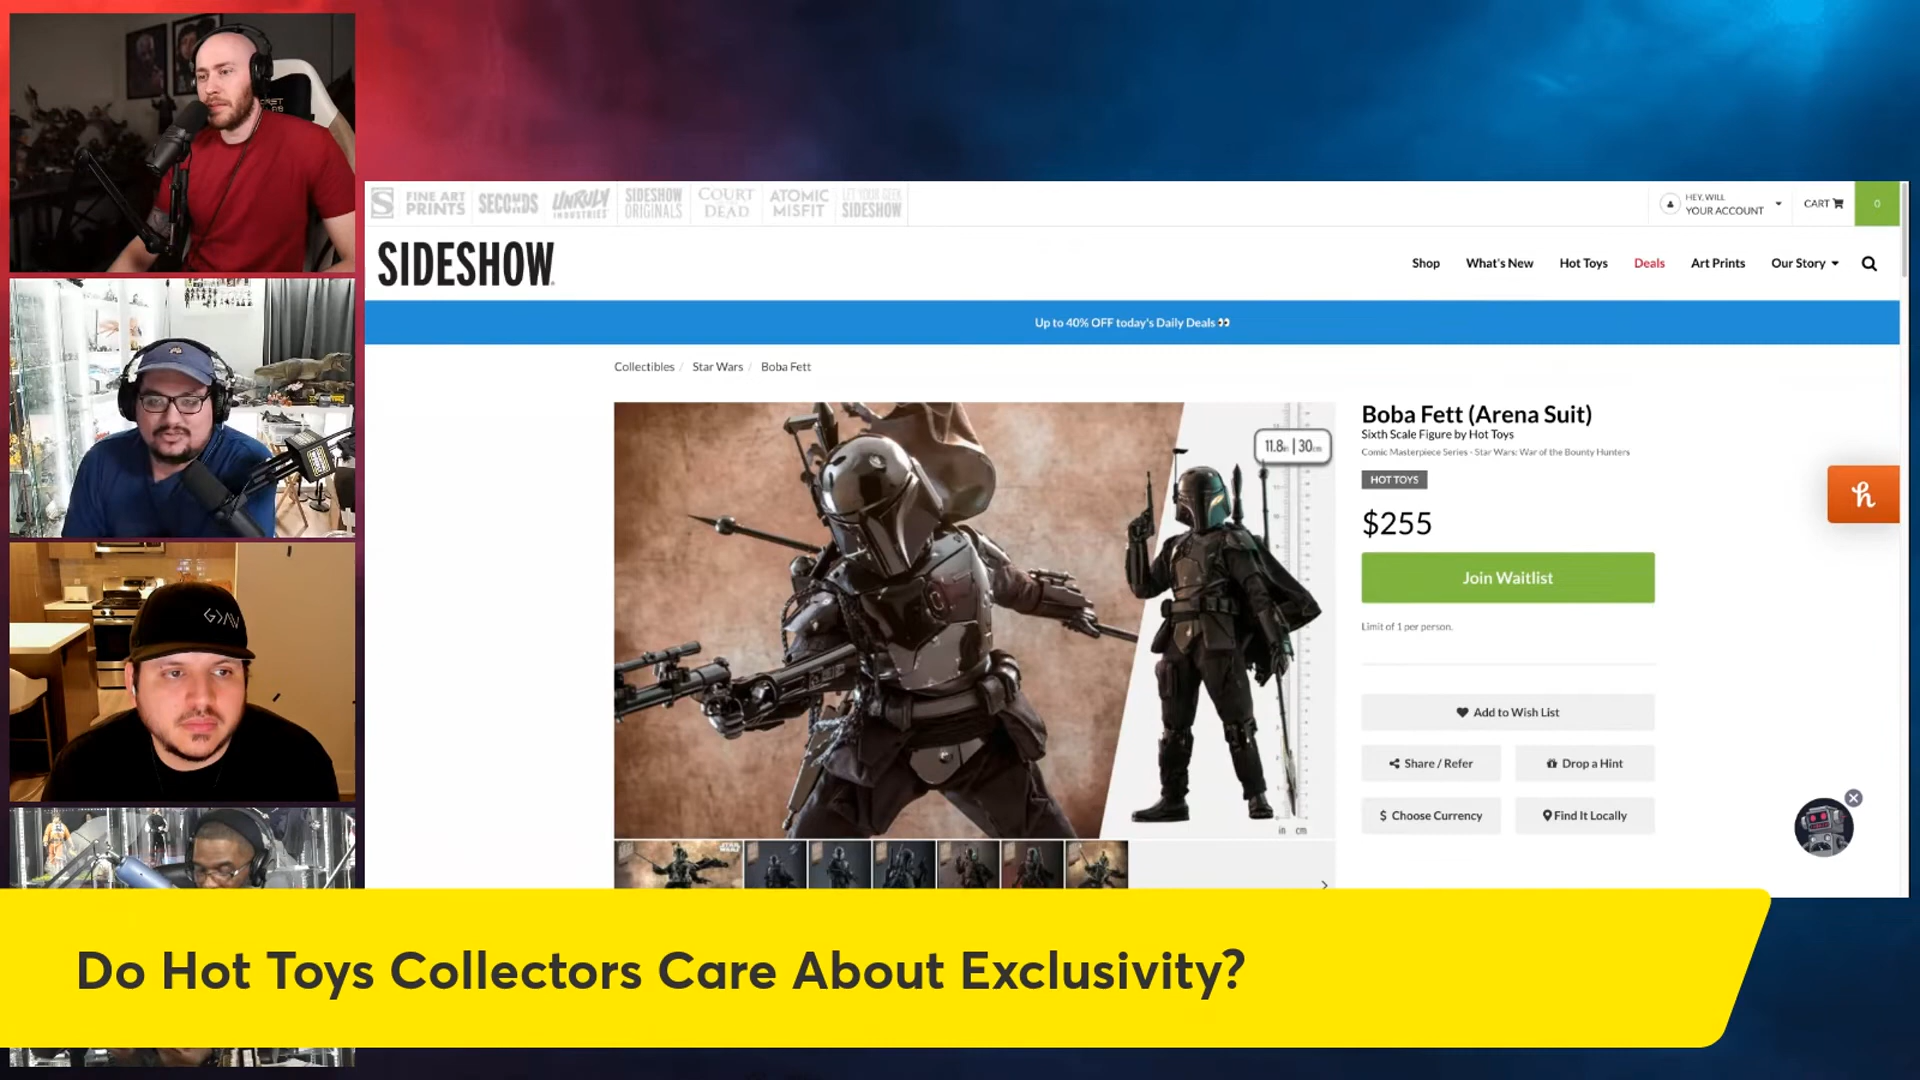 FINE ART
PRINTS
SECONDS
UNRULY
INDUSTRIES
SIDESHOW
ORIGINALS
COURT
OF THE
DEAD
ATOMIC
MISFIT
LET YOUR GEEK
SIDESHOW
HEY, WILL
YOUR ACCOUNT
CART
0
SIDESHOW
Shop
What's New
Hot Toys
Deals
Art Prints
Our Story
Up to 40% OFF today's Daily Deals 👀
Collectibles / Star Wars / Boba Fett
11.8in | 30cm
in cm
Boba Fett (Arena Suit)
Sixth Scale Figure by Hot Toys
Comic Masterpiece Series - Star Wars: War of the Bounty Hunters
HOT TOYS
$255
Join Waitlist
Limit of 1 per person.
Add to Wish List
Share / Refer
Drop a Hint
$ Choose Currency
Find It Locally
h
Do Hot Toys Collectors Care About Exclusivity?